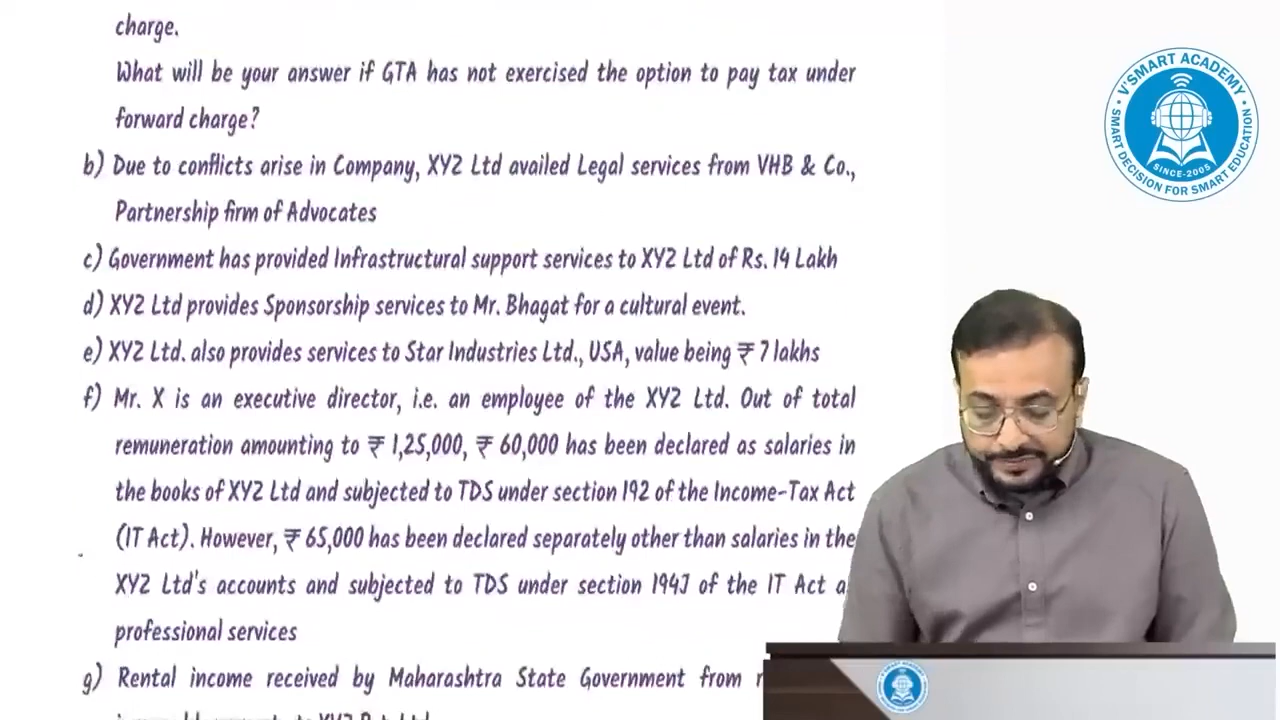 charge.
What will be your answer if GTA has not exercised the option to pay tax under
forward charge?
b) Due to conflicts arise in Company, XYZ Ltd availed Legal services from VHB & Co.,
Partnership firm of Advocates
c) Government has provided Infrastructural support services to XYZ Ltd of Rs. 14 Lakh
d) XYZ Ltd provides Sponsorship services to Mr. Bhagat for a cultural event.
e) XYZ Ltd. also provides services to Star Industries Ltd., USA, value being ₹ 7 lakhs
f) Mr. X is an executive director, i.e. an employee of the XYZ Ltd. Out of total
remuneration amounting to ₹ 1,25,000, ₹ 60,000 has been declared as salaries in
the books of XYZ Ltd and subjected to TDS under section 192 of the Income-Tax Act
(IT Act). However, ₹ 65,000 has been declared separately other than salaries in the
XYZ Ltd's accounts and subjected to TDS under section 194J of the IT Act
professional services
g) Rental income received by Maharashtra State Government from
V'SMART ACADEMY
SINCE-2005
SMART DECISION FOR SMART EDUCATION